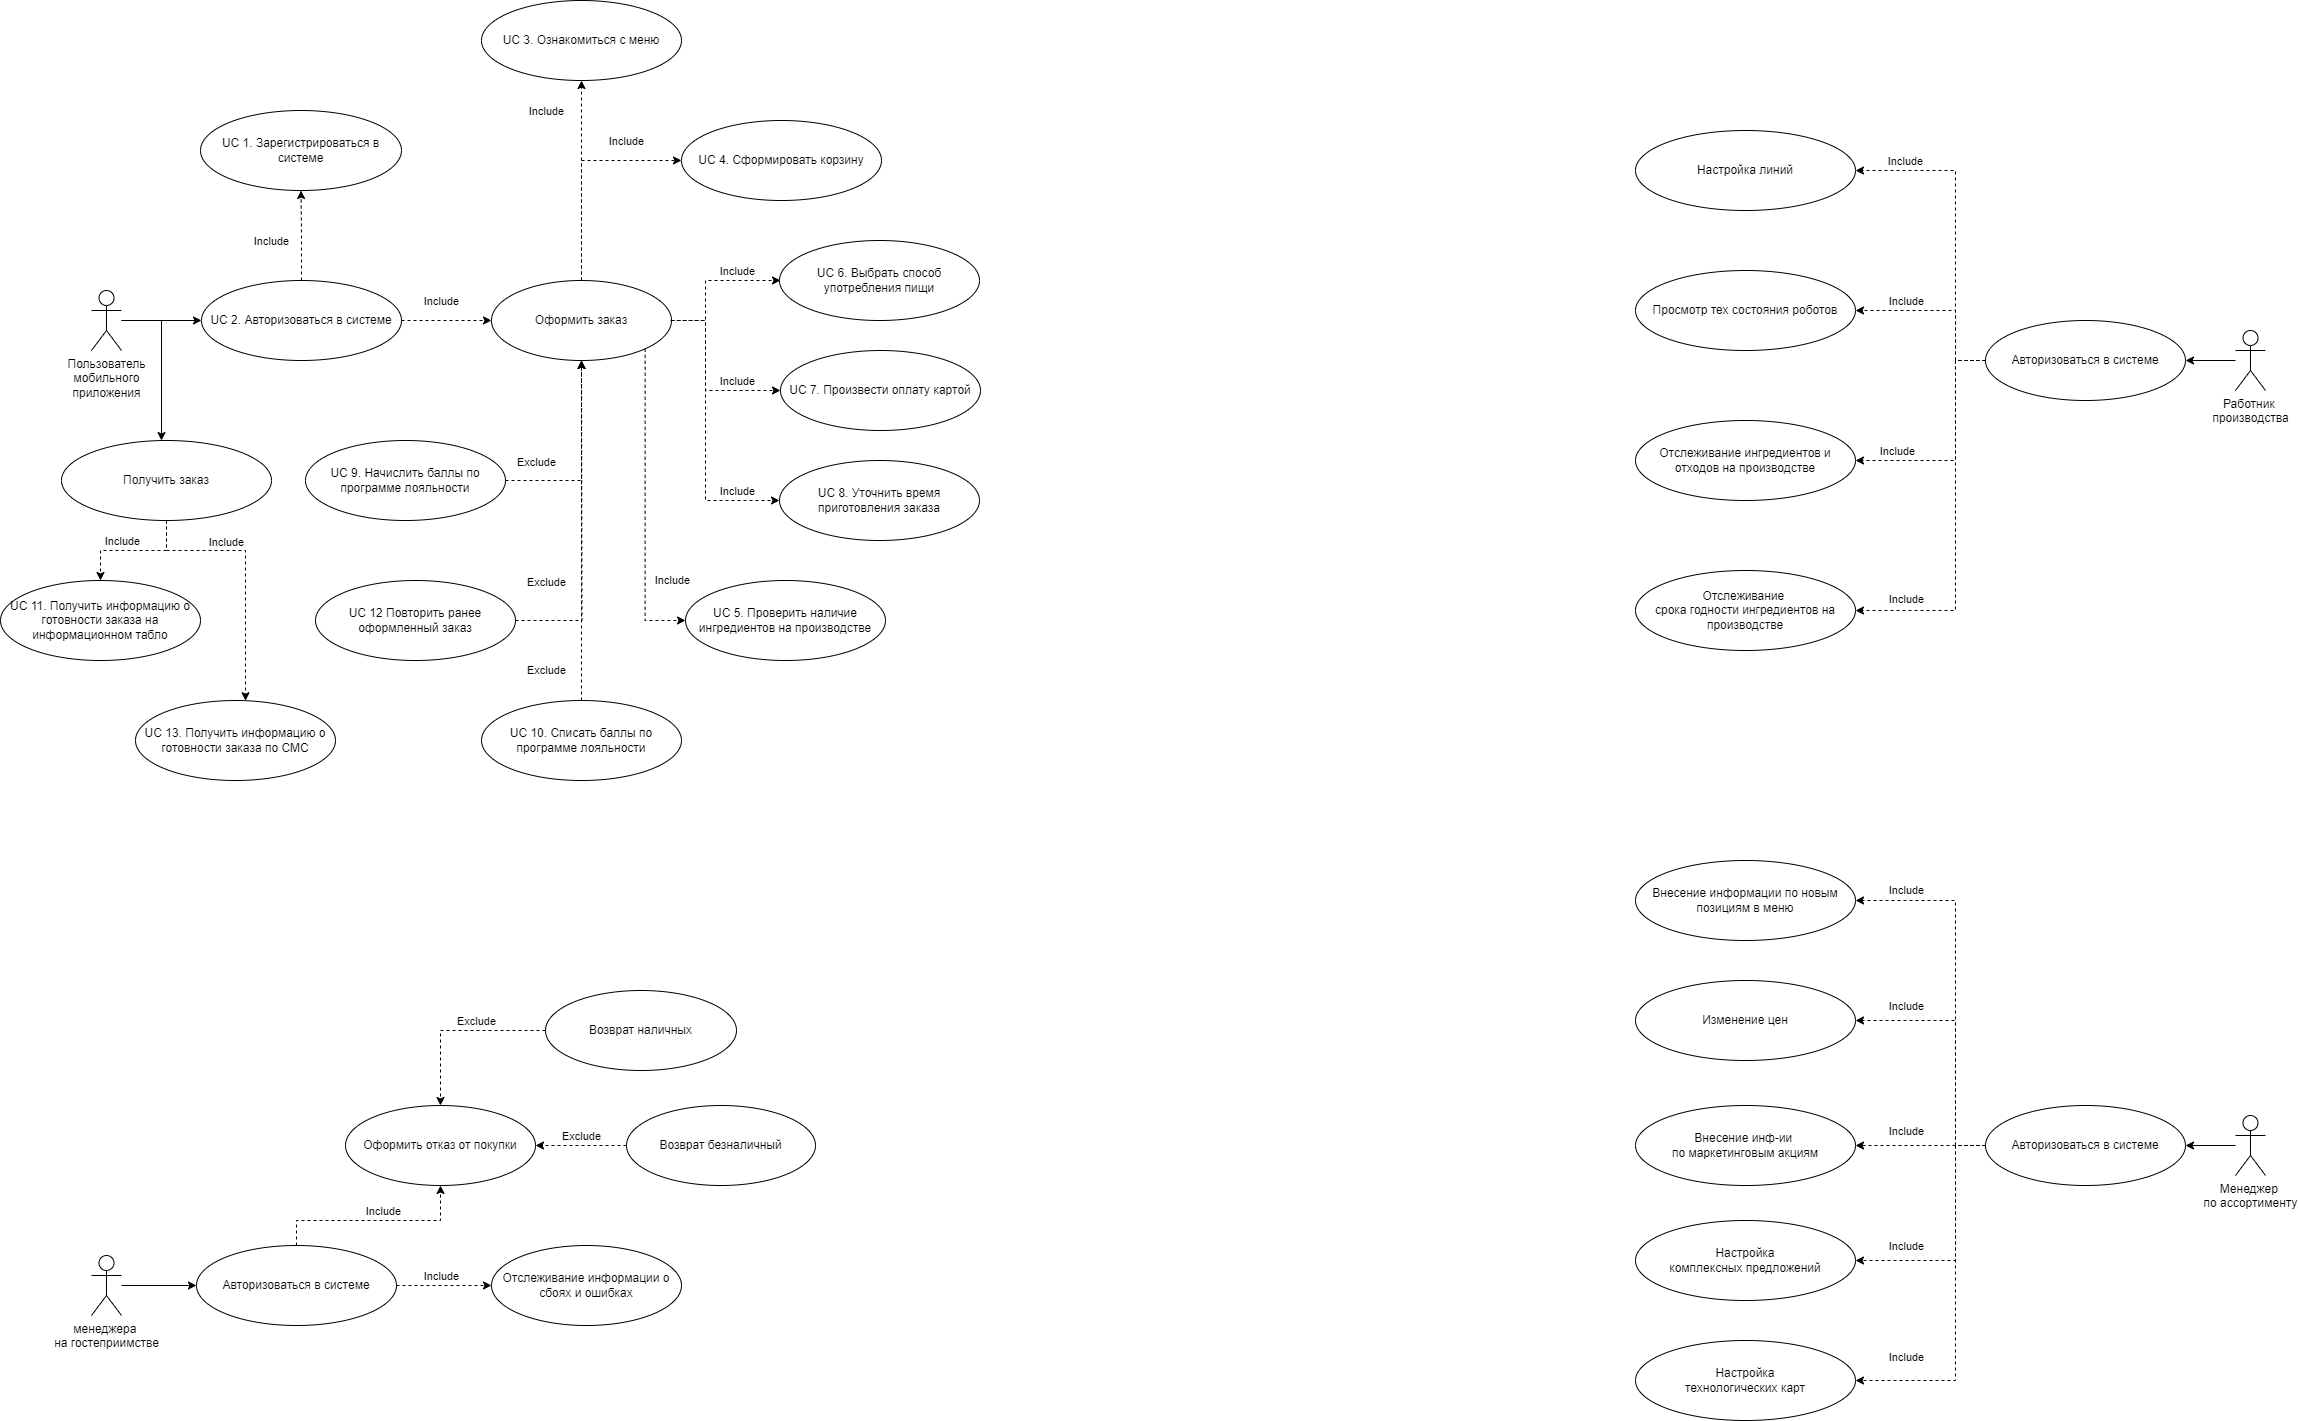 UC 3. Ознакомиться с меню
Include
UC 1. Зарегистрироваться в
системе
Include
UC 4. Сформировать корзину
Include
UC 6. Выбрать способ
употребления пищи
Include
Пользователь
мобильного
приложения
UC 2. Авторизоваться в системе
Include
Оформить заказ
Include
UC 7. Произвести оплату картой
Получить заказ
UC 9. Начислить баллы по
программе лояльности
Exclude
Include
UC 8. Уточнить время
приготовления заказа
Include
Include
UC 11. Получить информацию о
готовности заказа на
информационном табло
UC 12 Повторить ранее
оформленный заказ
Exclude
Include
UC 5. Проверить наличие
ингредиентов на производстве
Exclude
UC 13. Получить информацию о
готовности заказа по СМС
UC 10. Списать баллы по
программе лояльности
Настройка линий
Include
Просмотр тех состояния роботов
Include
Авторизоваться в системе
Работник
производства
Отслеживание ингредиентов и
отходов на производстве
Include
Отслеживание
срока годности ингредиентов на
производстве
Include
Exclude
Возврат наличных
Оформить отказ от покупки
Exclude
Возврат безналичный
Include
менеджера
на гостеприимстве
Авторизоваться в системе
Include
Отслеживание информации о
сбоях и ошибках
Внесение информации по новым
позициям в меню
Include
Изменение цен
Include
Внесение инф-ии
по маркетинговым акциям
Include
Авторизоваться в системе
Менеджер
по ассортименту
Настройка
комплексных предложений
Include
Настройка
технологических карт
Include